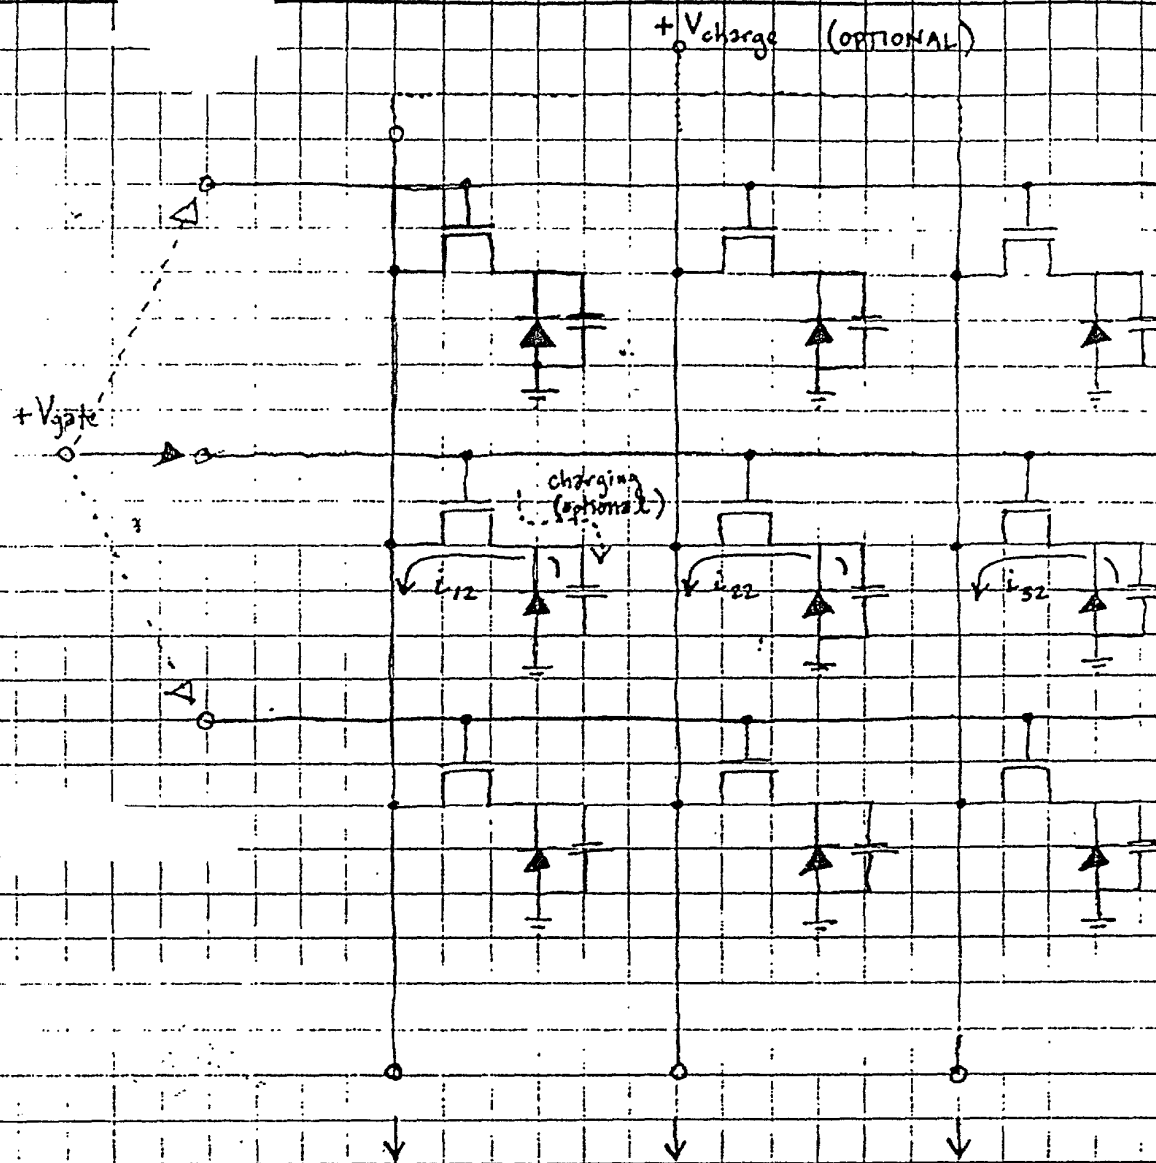 + Vcharge (OPTIONAL)
+ Vgate
charging
(optional)
i12
i22
i32